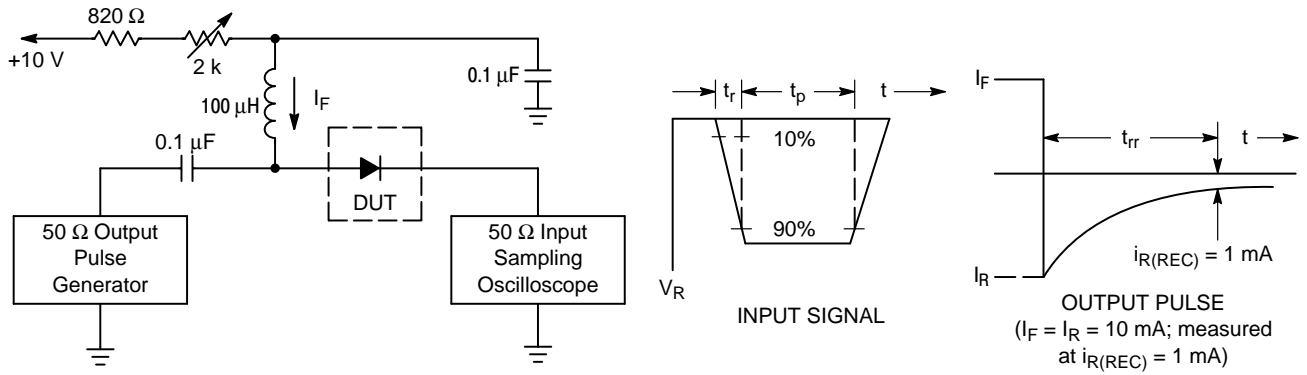 820 Ω
+10 V
2 k
100 μH
I_F
0.1 μF
0.1 μF
DUT
50 Ω Output
Pulse
Generator
50 Ω Input
Sampling
Oscilloscope
t_r
t_p
t
10%
90%
V_R
INPUT SIGNAL
I_F
t_rr
t
I_R
i_R(REC) = 1 mA
OUTPUT PULSE
(I_F = I_R = 10 mA; measured
at i_R(REC) = 1 mA)